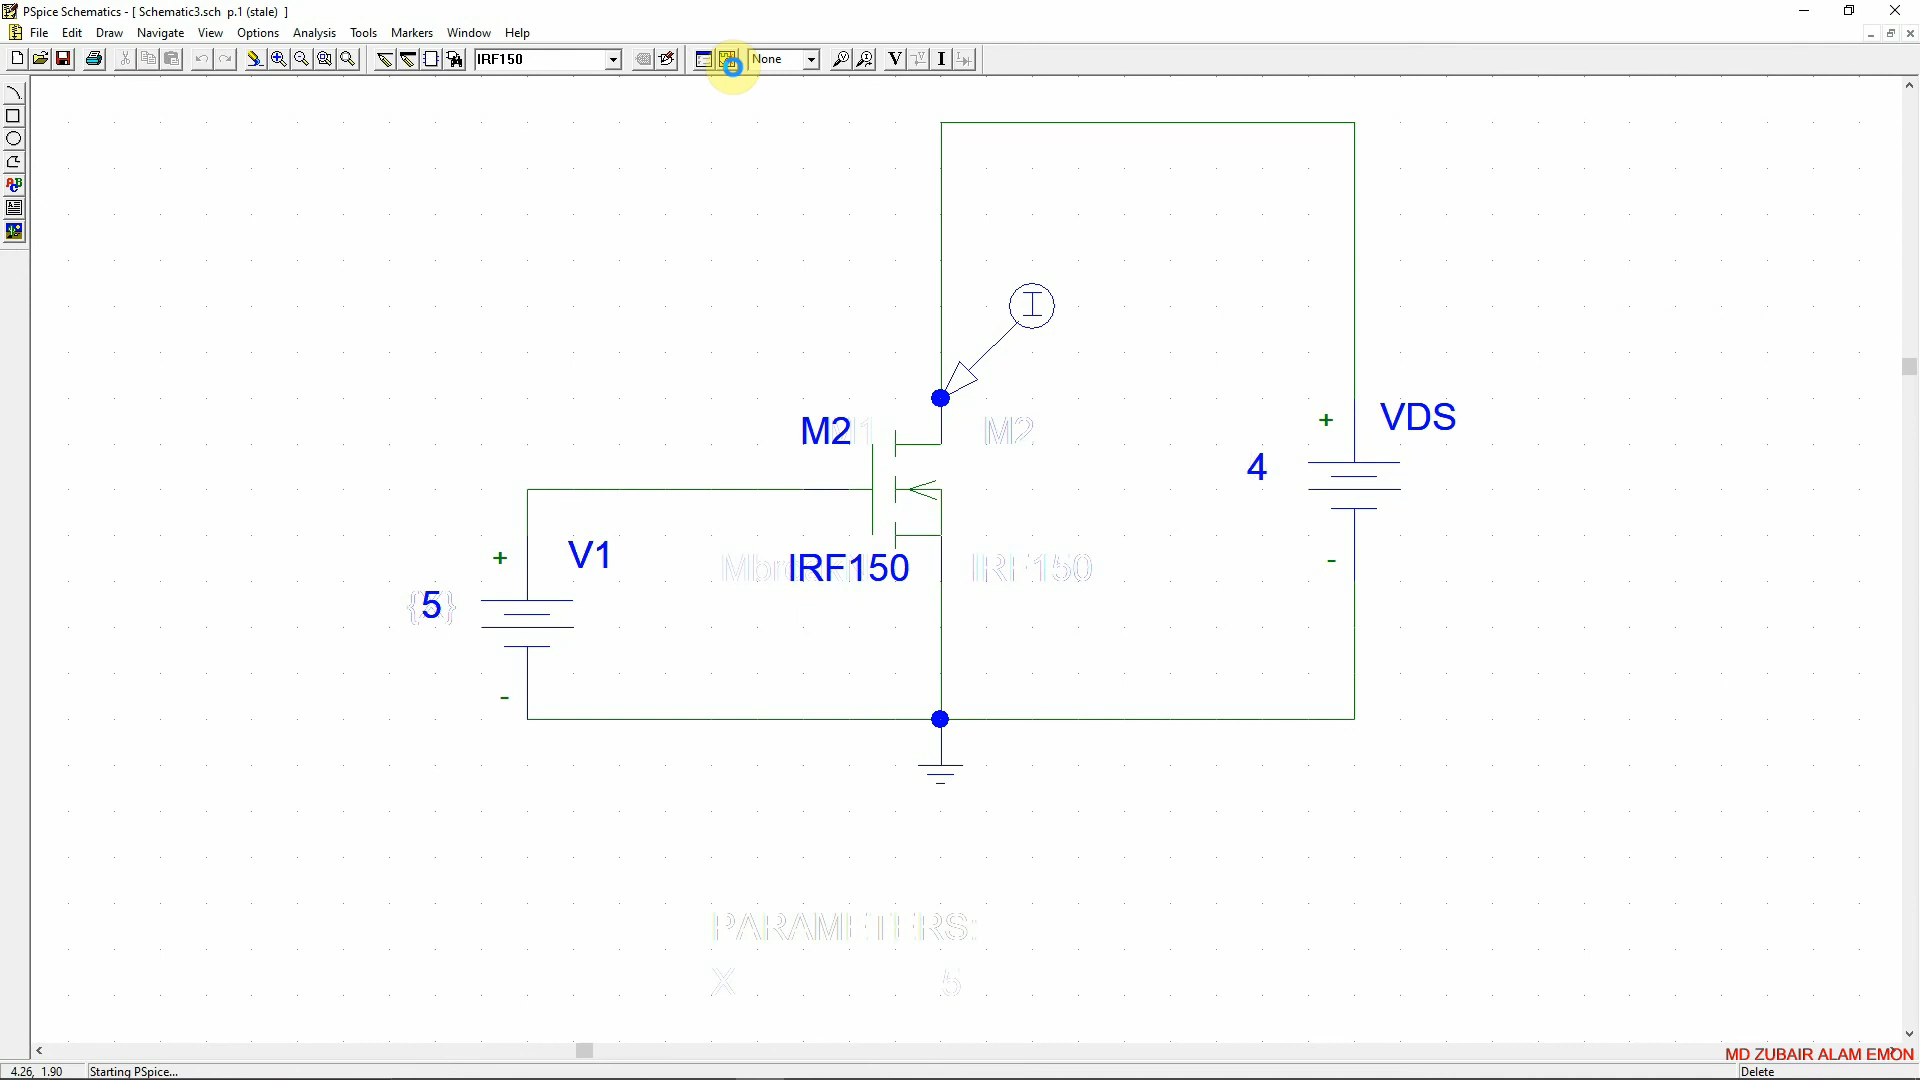 PSpice Schematics - [ Schematic3.sch p.1 (stale) ]
File Edit Draw Navigate View Options Analysis Tools Markers Window Help
IRF150 None V I
ABC
I
M2 M2
VDS
+
4
-
IRF150 IRF150
V1
+
5
-
PARAMETERS:
X 5
MD ZUBAIR ALAM EMON
4.26, 1.90 Starting PSpice... Delete